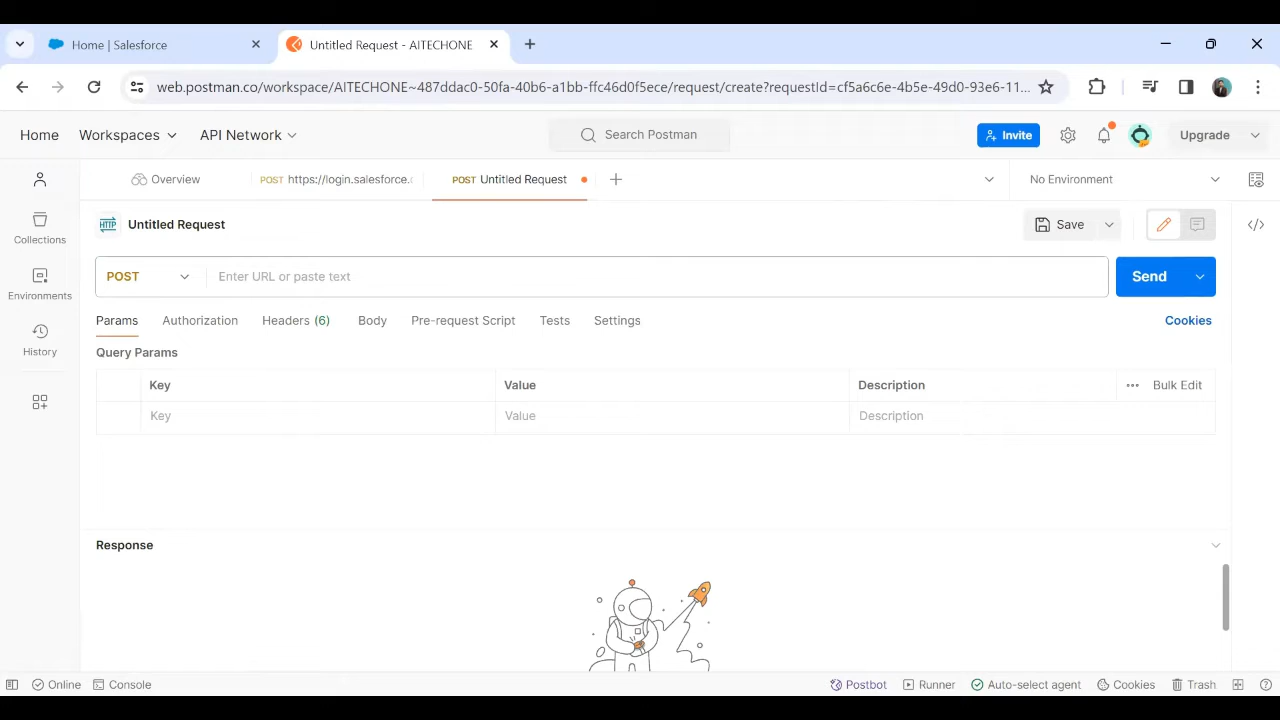 Home | Salesforce
Untitled Request - AITECHONE
web.postman.co/workspace/AITECHONE~487ddac0-50fa-40b6-a1bb-ffc46d0f5ece/request/create?requestId=cf5a6c6e-4b5e-49d0-93e6-11...
Home Workspaces API Network Search Postman Invite Upgrade
Overview POST https://login.salesforce.c POST Untitled Request No Environment
HTTP Untitled Request Save
Collections
Environments
History
POST Enter URL or paste text Send
Params Authorization Headers (6) Body Pre-request Script Tests Settings Cookies
Query Params
Key Value Description Bulk Edit
Key Value Description
Response
Online Console Postbot Runner Auto-select agent Cookies Trash